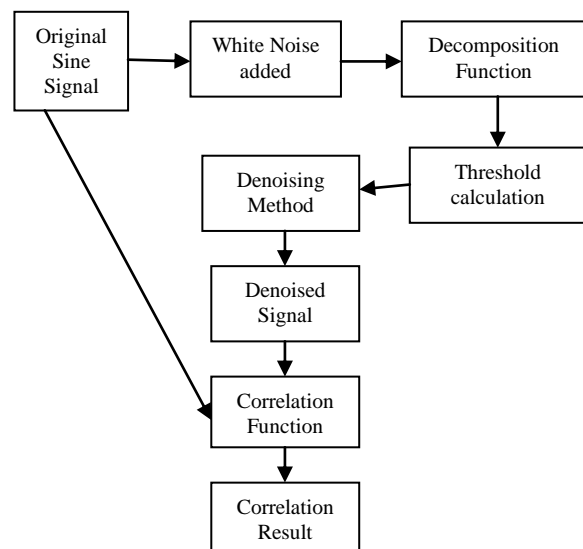 Original
Sine
Signal
White Noise
added
Decomposition
Function
Threshold
calculation
Denoising
Method
Denoised
Signal
Correlation
Function
Correlation
Result